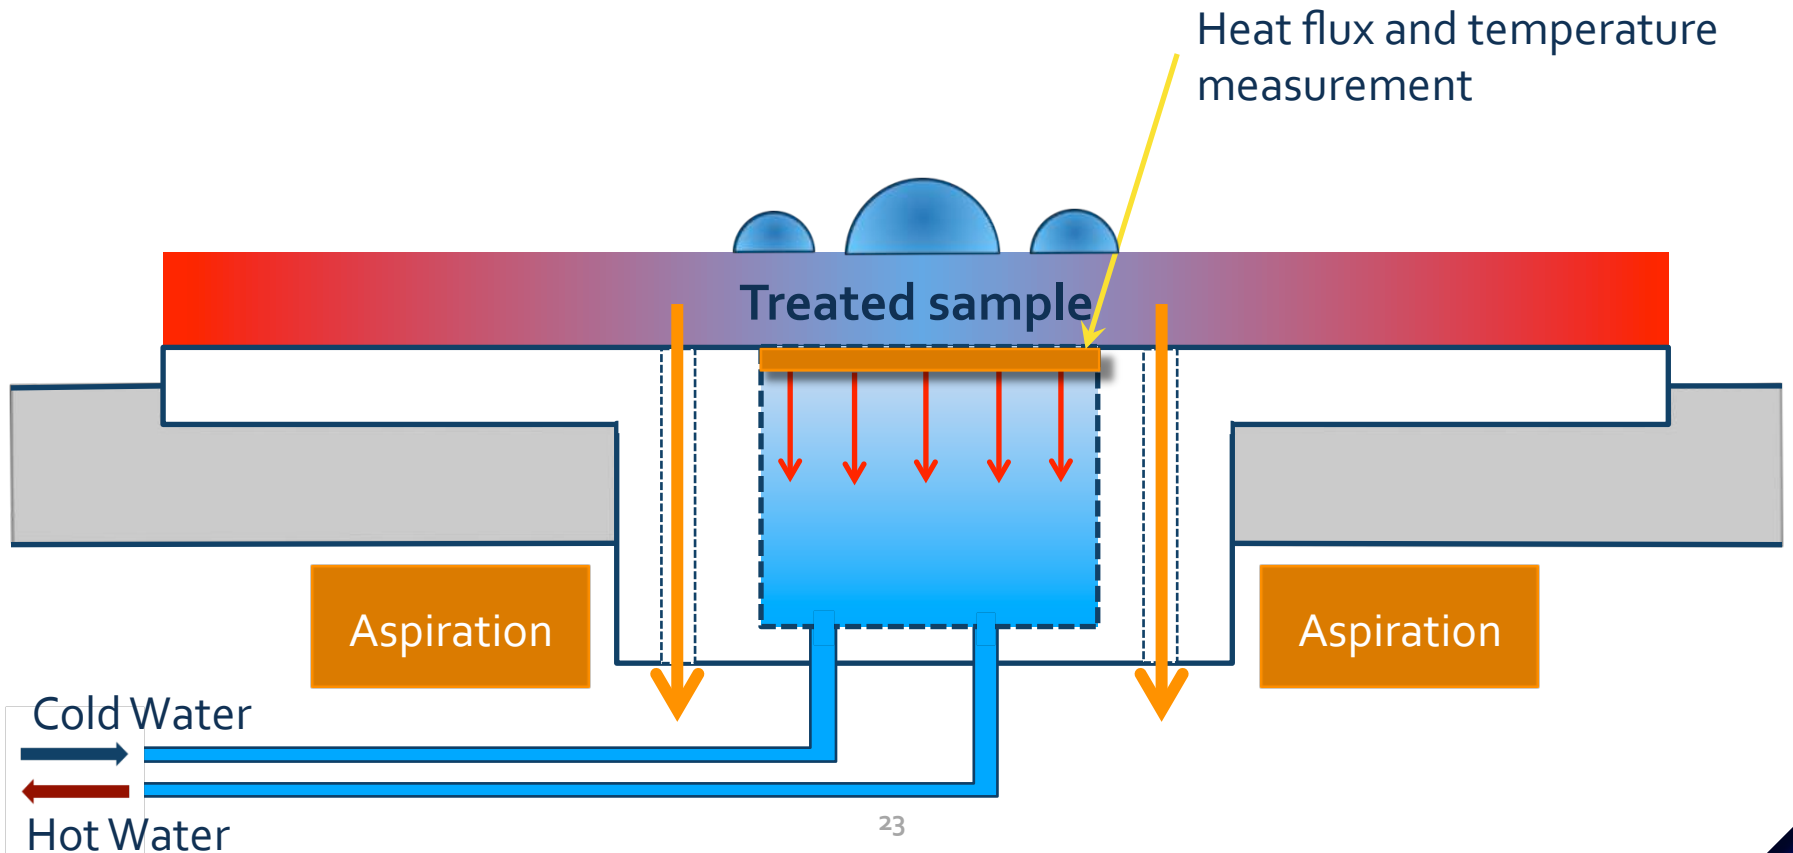 Heat flux and temperature
measurement
Treated sample
Aspiration
Aspiration
Cold Water
Hot Water
23